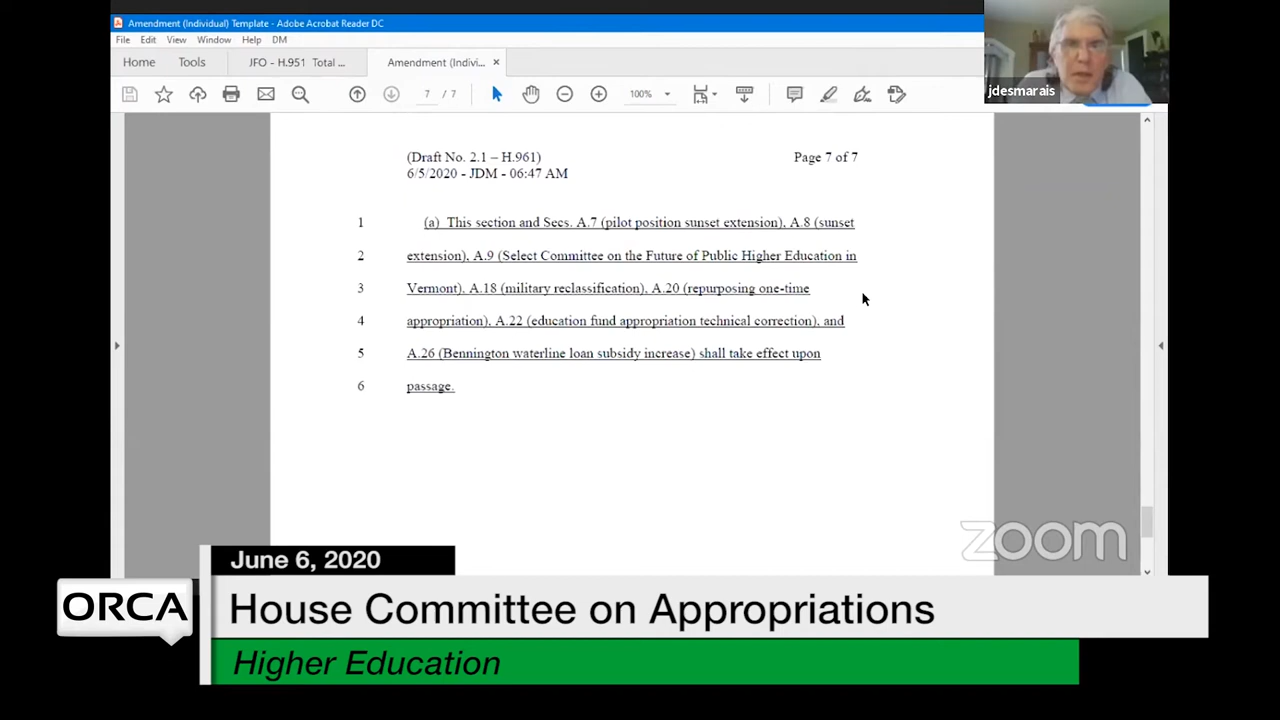 Amendment (Individual) Template - Adobe Acrobat Reader DC
File Edit View Window Help DM
Home Tools JFO - H.951 Total ... Amendment (Indivi... ×
7 / 7 100%
jdesmarais
(Draft No. 2.1 – H.961) Page 7 of 7
6/5/2020 - JDM - 06:47 AM
1 (a) This section and Secs. A.7 (pilot position sunset extension), A.8 (sunset
2 extension), A.9 (Select Committee on the Future of Public Higher Education in
3 Vermont), A.18 (military reclassification), A.20 (repurposing one-time
4 appropriation), A.22 (education fund appropriation technical correction), and
5 A.26 (Bennington waterline loan subsidy increase) shall take effect upon
6 passage.
zoom
June 6, 2020
ORCA
House Committee on Appropriations
Higher Education